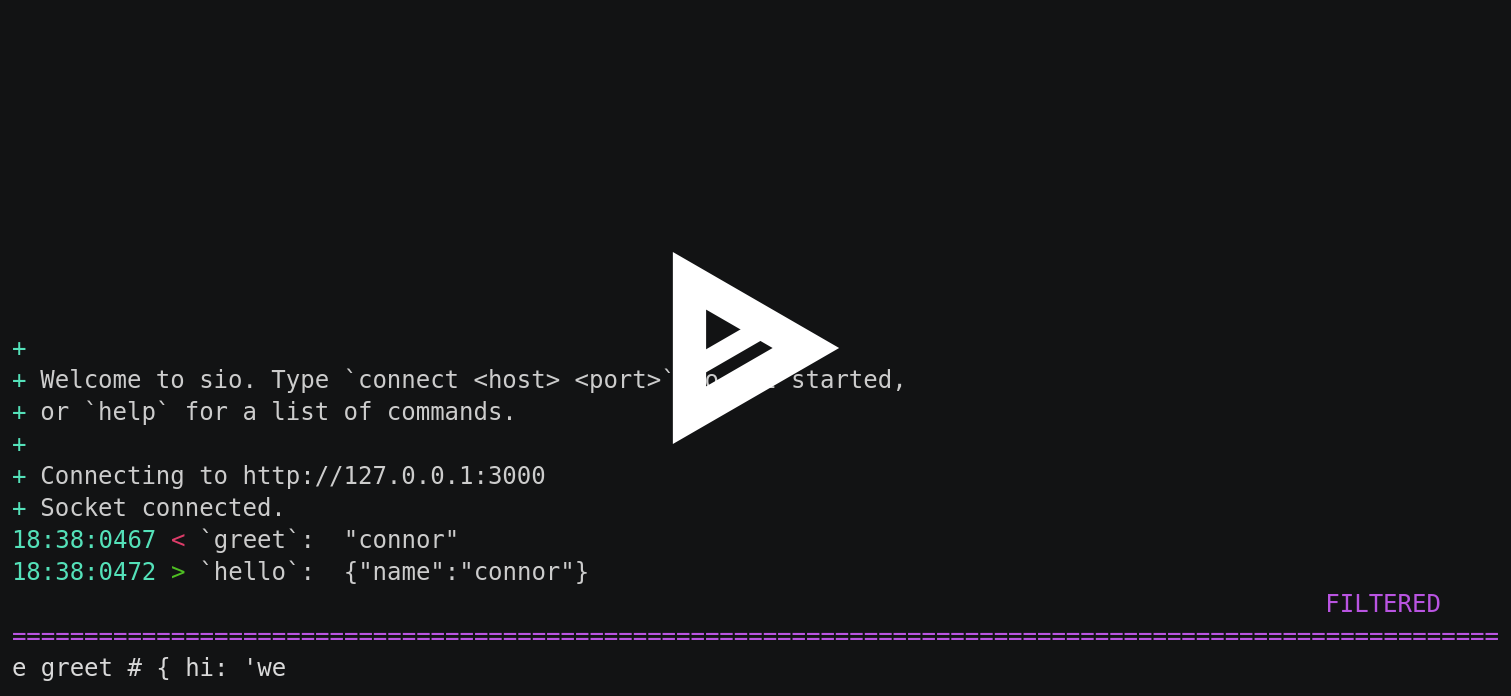 +
+ Welcome to sio. Type `connect <host> <port>` started,
+ or `help` for a list of commands.
+
+ Connecting to http://127.0.0.1:3000
+ Socket connected.
18:38:0467 < `greet`:  "connor"
18:38:0472 > `hello`:  {"name":"connor"}
FILTERED
=======================================================================================================
e greet # { hi: 'we